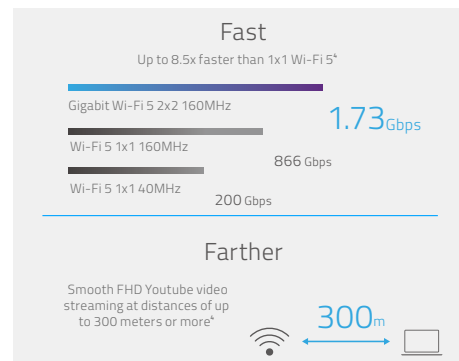 Fast
Up to 8.5x faster than 1x1 Wi-Fi 5⁴
Gigabit Wi-Fi 5 2x2 160MHz
1.73Gbps
Wi-Fi 5 1x1 160MHz
866 Gbps
Wi-Fi 5 1x1 40MHz
200 Gbps
Farther
Smooth FHD Youtube video
streaming at distances of up
to 300 meters or more⁴
300m